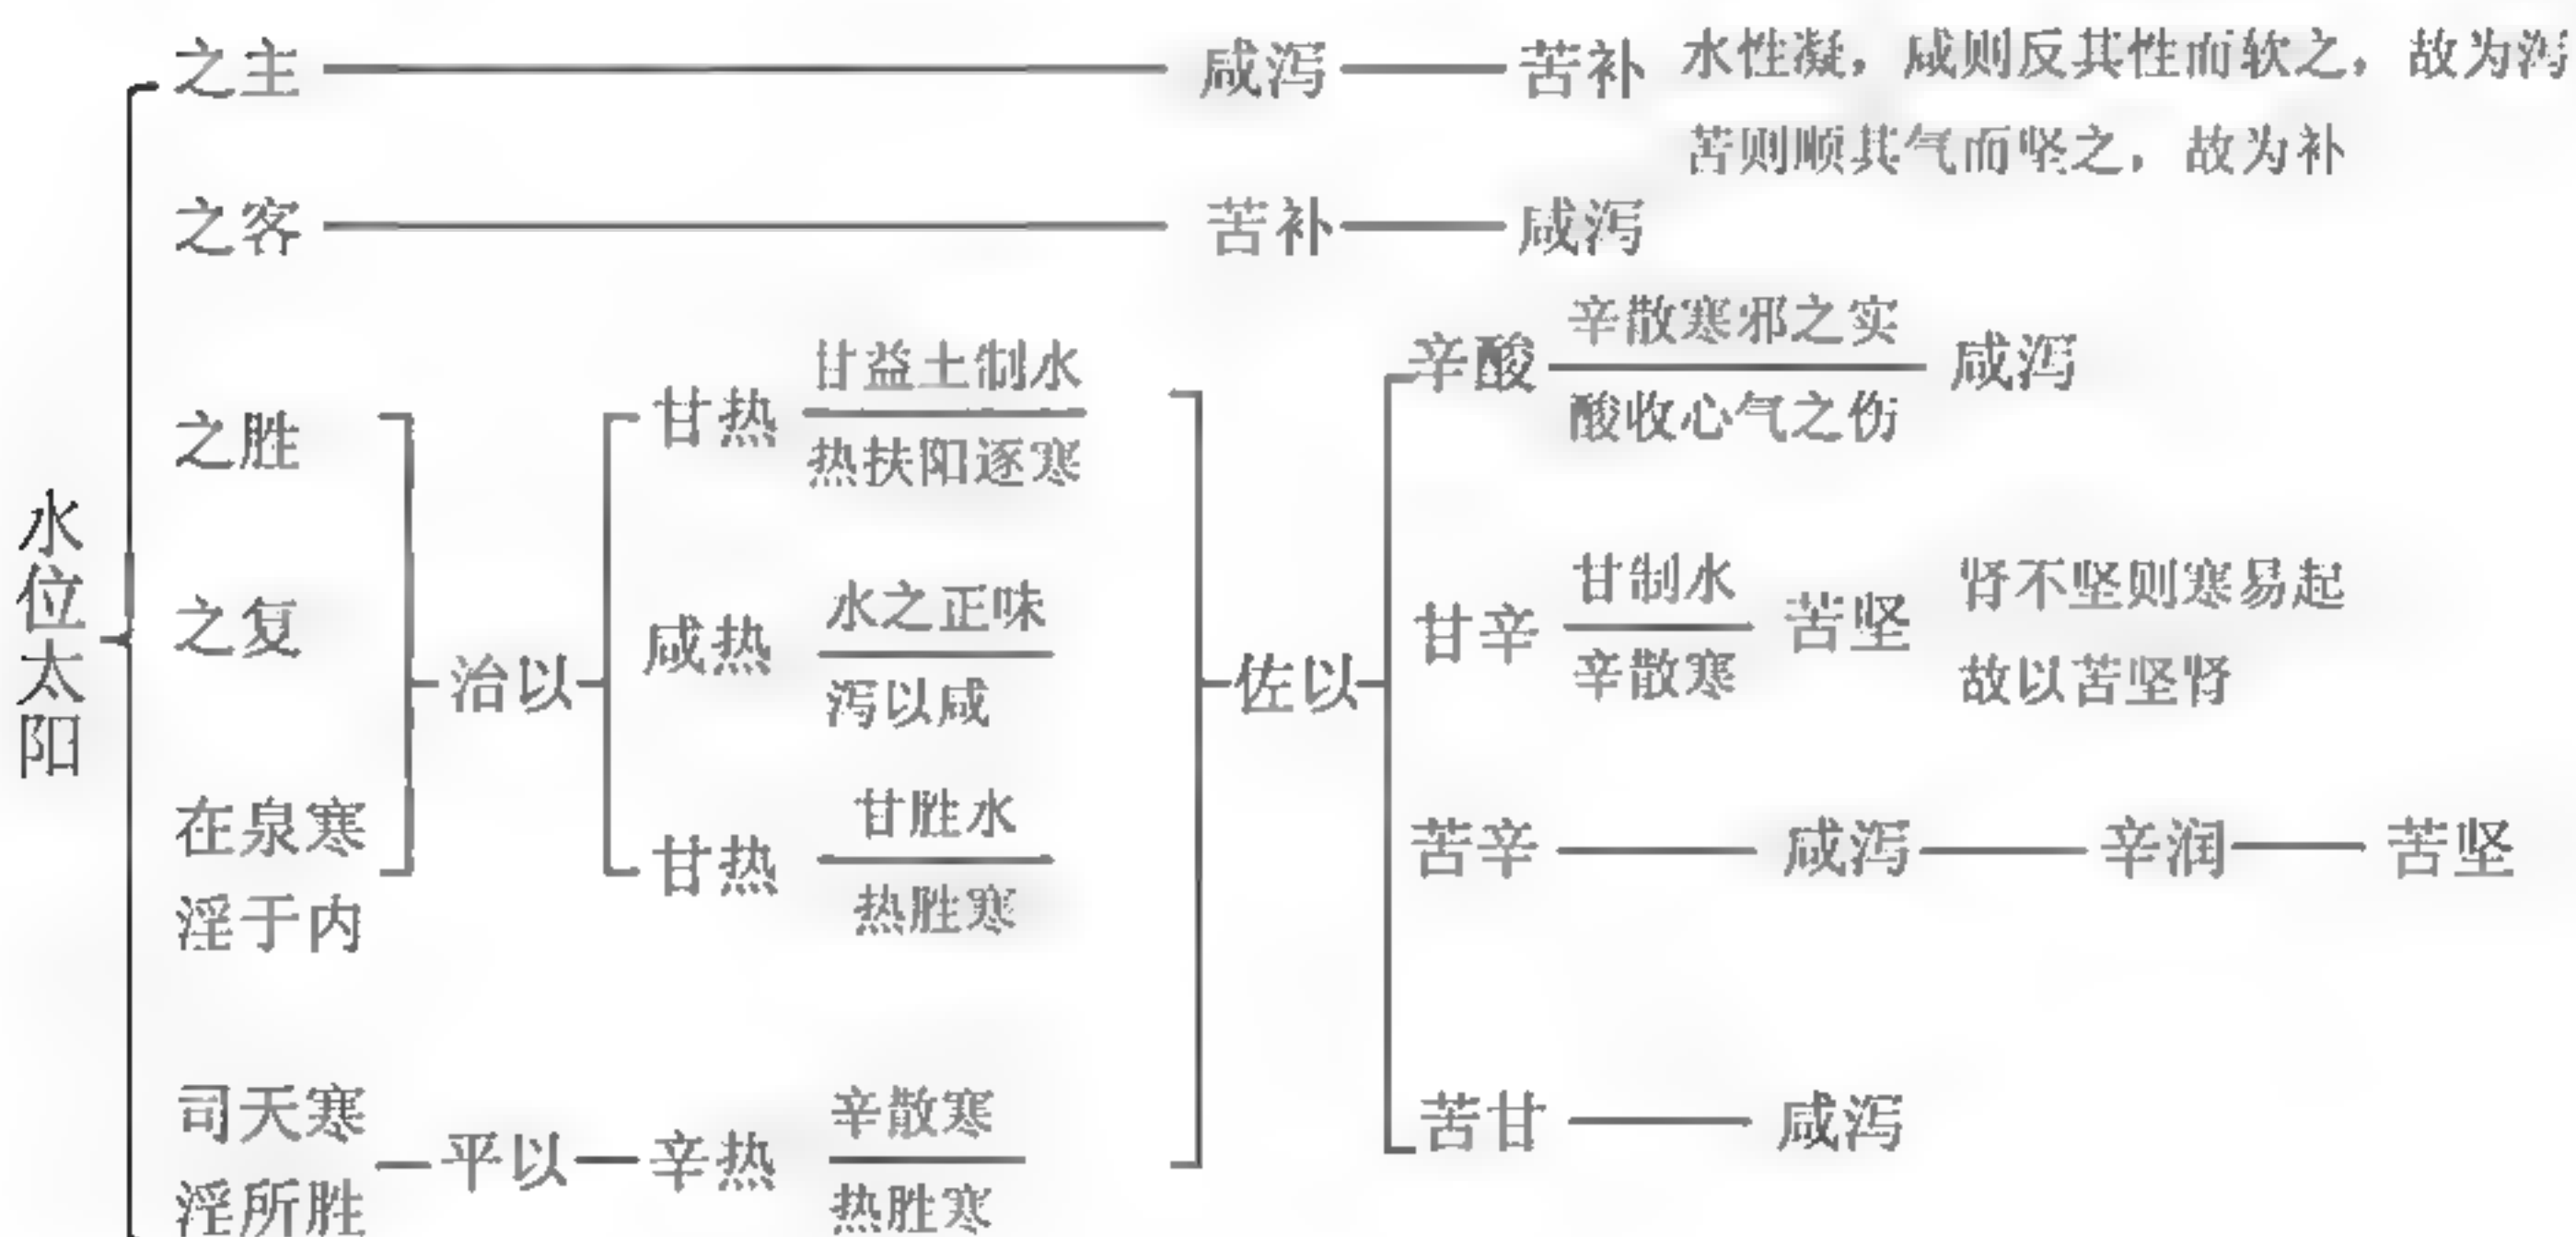 水位太阳
之主 咸泻 苦补 水性凝，咸则反其性而软之，故为泻
苦则顺其气而坚之，故为补
之客 苦补 咸泻
之胜
之复
在泉寒
淫于内
治以
甘热 甘益土制水
热扶阳逐寒
咸热 水之正味
泻以咸
甘热 甘胜水
热胜寒
司天寒
淫所胜
平以 辛热 辛散寒
热胜寒
佐以
辛酸 辛散寒邪之实 咸泻
酸收心气之伤
甘辛 甘制水 苦坚 肾不坚则寒易起
辛散寒 故以苦坚肾
苦辛 咸泻 辛润 苦坚
苦甘 咸泻